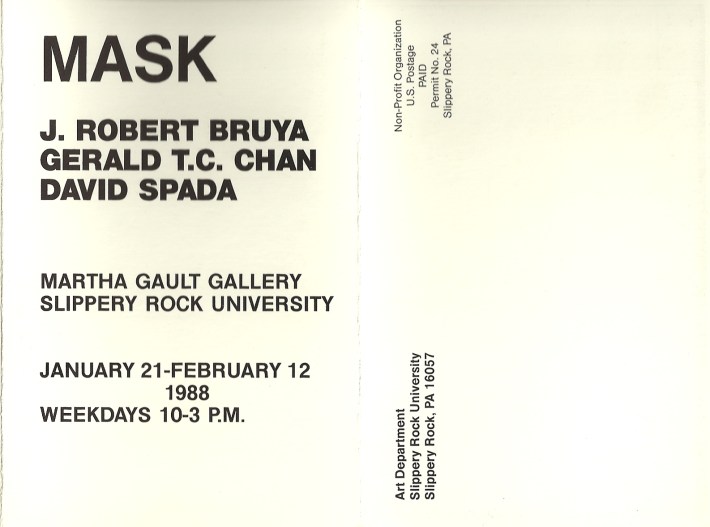 MASK
J. ROBERT BRUYA
GERALD T.C. CHAN
DAVID SPADA
MARTHA GAULT GALLERY
SLIPPERY ROCK UNIVERSITY
JANUARY 21-FEBRUARY 12
1988
WEEKDAYS 10-3 P.M.
Non-Profit Organization
U.S. Postage
PAID
Permit No. 24
Slippery Rock, PA
Art Department
Slippery Rock University
Slippery Rock, PA 16057